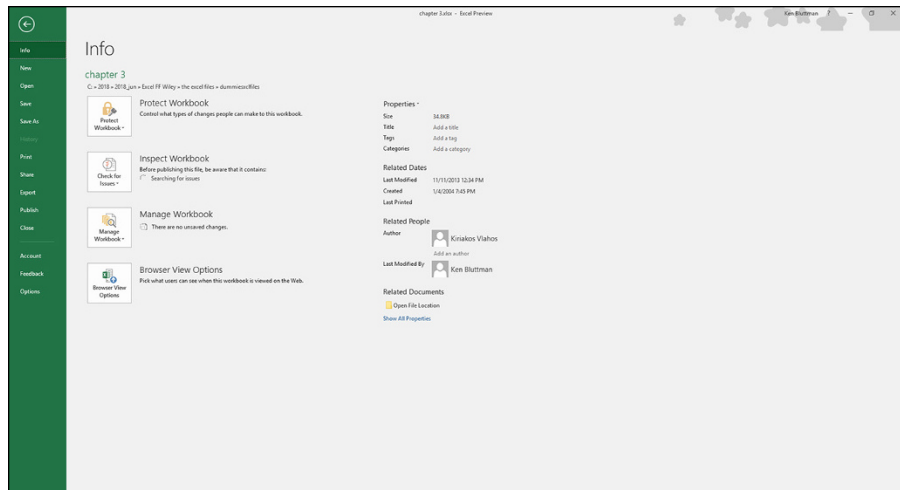 chapter 3.xlsx - Excel Preview
Ken Bluttman ? – X
Info
New
Open
Save
Save As
History
Print
Share
Export
Publish
Close
Account
Feedback
Options
Info
chapter 3
C: » 2018 » 2018_jun » Excel FF Wiley » the excel files » dummiesxclfiles
Protect Workbook
Control what types of changes people can make to this workbook.
Protect
Workbook
Inspect Workbook
Before publishing this file, be aware that it contains:
Searching for issues
Check for
Issues
Manage Workbook
There are no unsaved changes.
Manage
Workbook
Browser View Options
Pick what users can see when this workbook is viewed on the Web.
Browser View
Options
Properties
Size 34.8KB
Title Add a title
Tags Add a tag
Categories Add a category
Related Dates
Last Modified 11/11/2013 12:34 PM
Created 1/4/2004 7:45 PM
Last Printed
Related People
Author Kiriakos Vlahos
Add an author
Last Modified By Ken Bluttman
Related Documents
Open File Location
Show All Properties